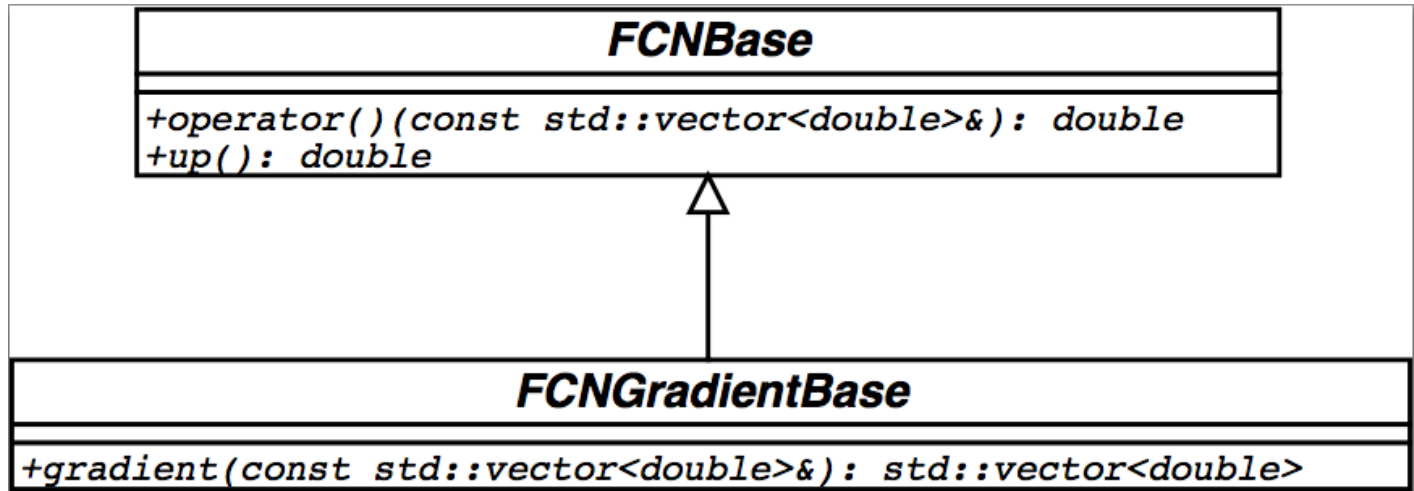 FCNBase
+operator()(const std::vector<double>&): double
+up(): double
FCNGradientBase
+gradient(const std::vector<double>&): std::vector<double>